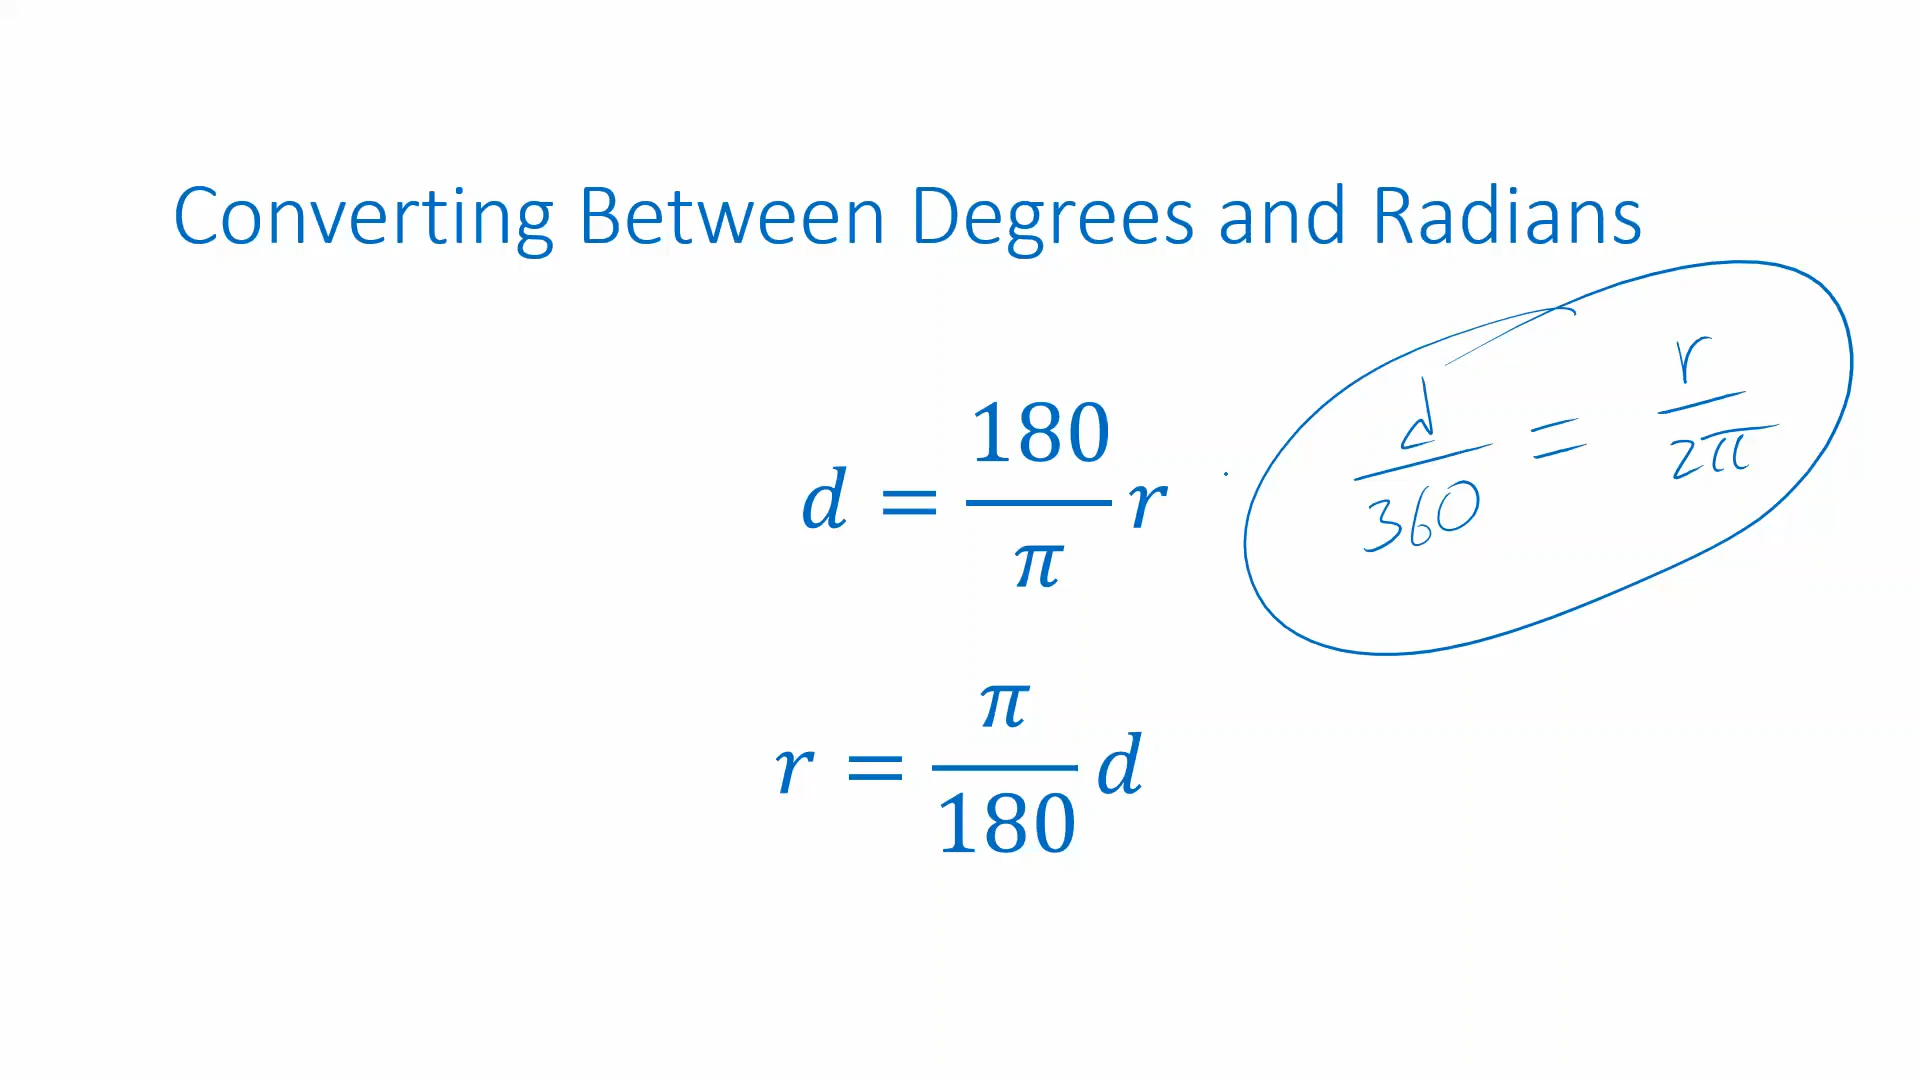 Converting Between Degrees and Radians
d = 180/π r
d/360 = r/2π
r = π/180 d